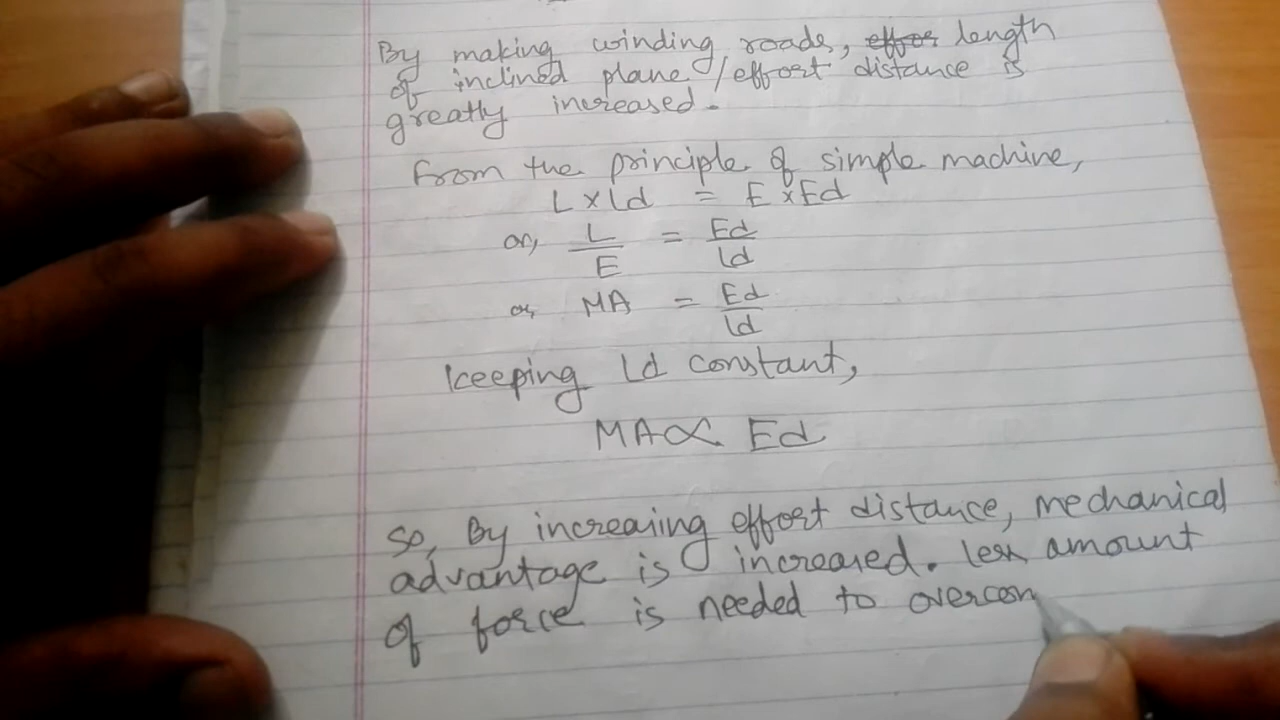 By making winding roads, effor length
of inclined plane / effort distance is
greatly increased.
From the principle of simple machine,
L × Ld = E × Ed
or, L / E = Ed / Ld
or, MA = Ed / Ld
keeping Ld constant,
MA ∝ Ed
So, By increasing effort distance, mechanical
advantage is increased. less amount
of force is needed to overcom